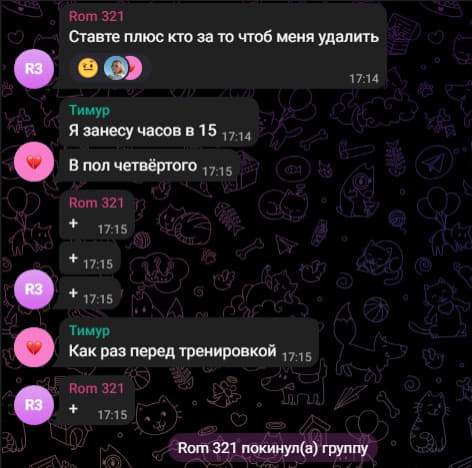 Rom 321
Ставте плюс кто за то чтоб меня удалить
17:14
R3
Тимур
Я занесу часов в 15 17:14
В пол четвёртого 17:15
Rom 321
+ 17:15
+ 17:15
+ 17:15
R3
Тимур
Как раз перед тренировкой 17:15
Rom 321
+ 17:15
R3
Rom 321 покинул(а) группу